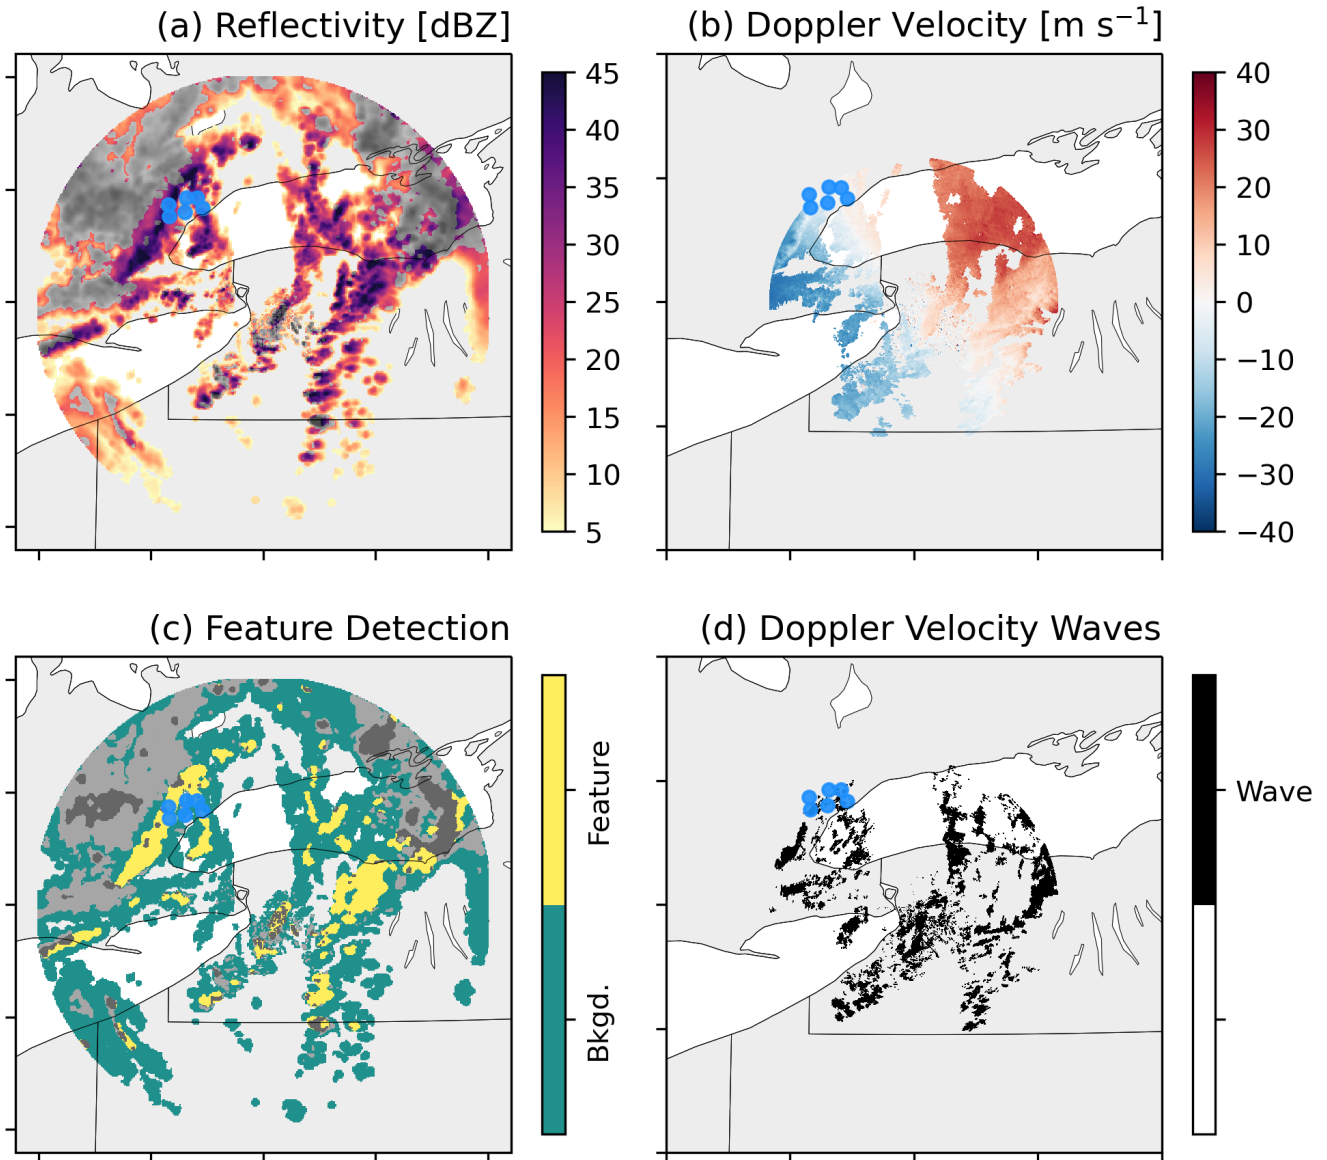 (a) Reflectivity [dBZ]
45
40
35
30
25
20
15
10
5
(b) Doppler Velocity [m s⁻¹]
40
30
20
10
0
−10
−20
−30
−40
(c) Feature Detection
Feature
Bkgd.
(d) Doppler Velocity Waves
Wave